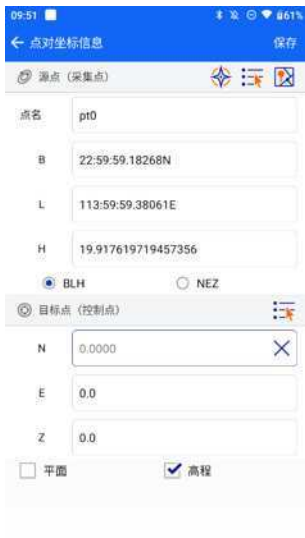 09:51 61%
点对坐标信息 保存
源点（采集点）
点名 pt0
B 22:59:59.18268N
L 113:59:59.38061E
H 19.917619719457356
BLH NEZ
目标点（控制点）
N 0.0000
E 0.0
Z 0.0
平面 高程